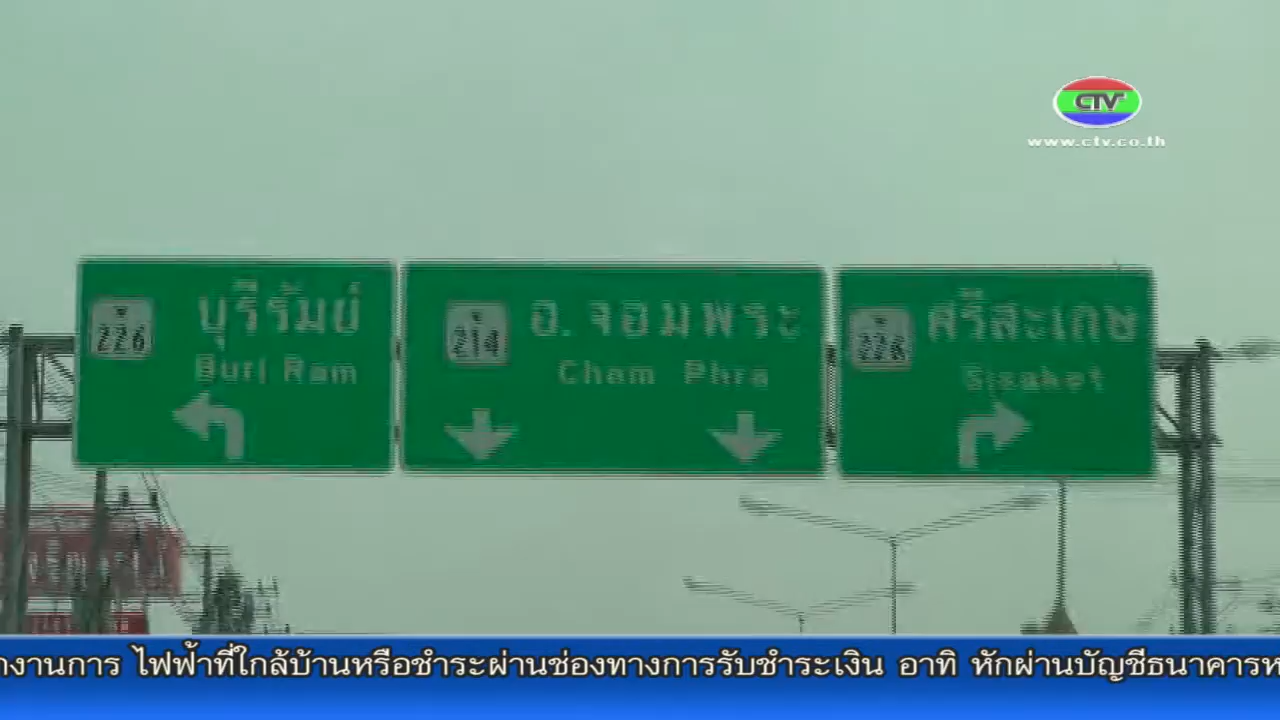 CTV
www.ctv.co.th
บุรีรัมย์
Buri Ram
อ.จอมพระ
Chom Phra
ศรีสะเกษ
Sisaket
226
214
งานการ ไฟฟ้าที่ใกล้บ้านหรือชำระผ่านช่องทางการรับชำระเงิน อาทิ หักผ่านบัญชีธนาคาร